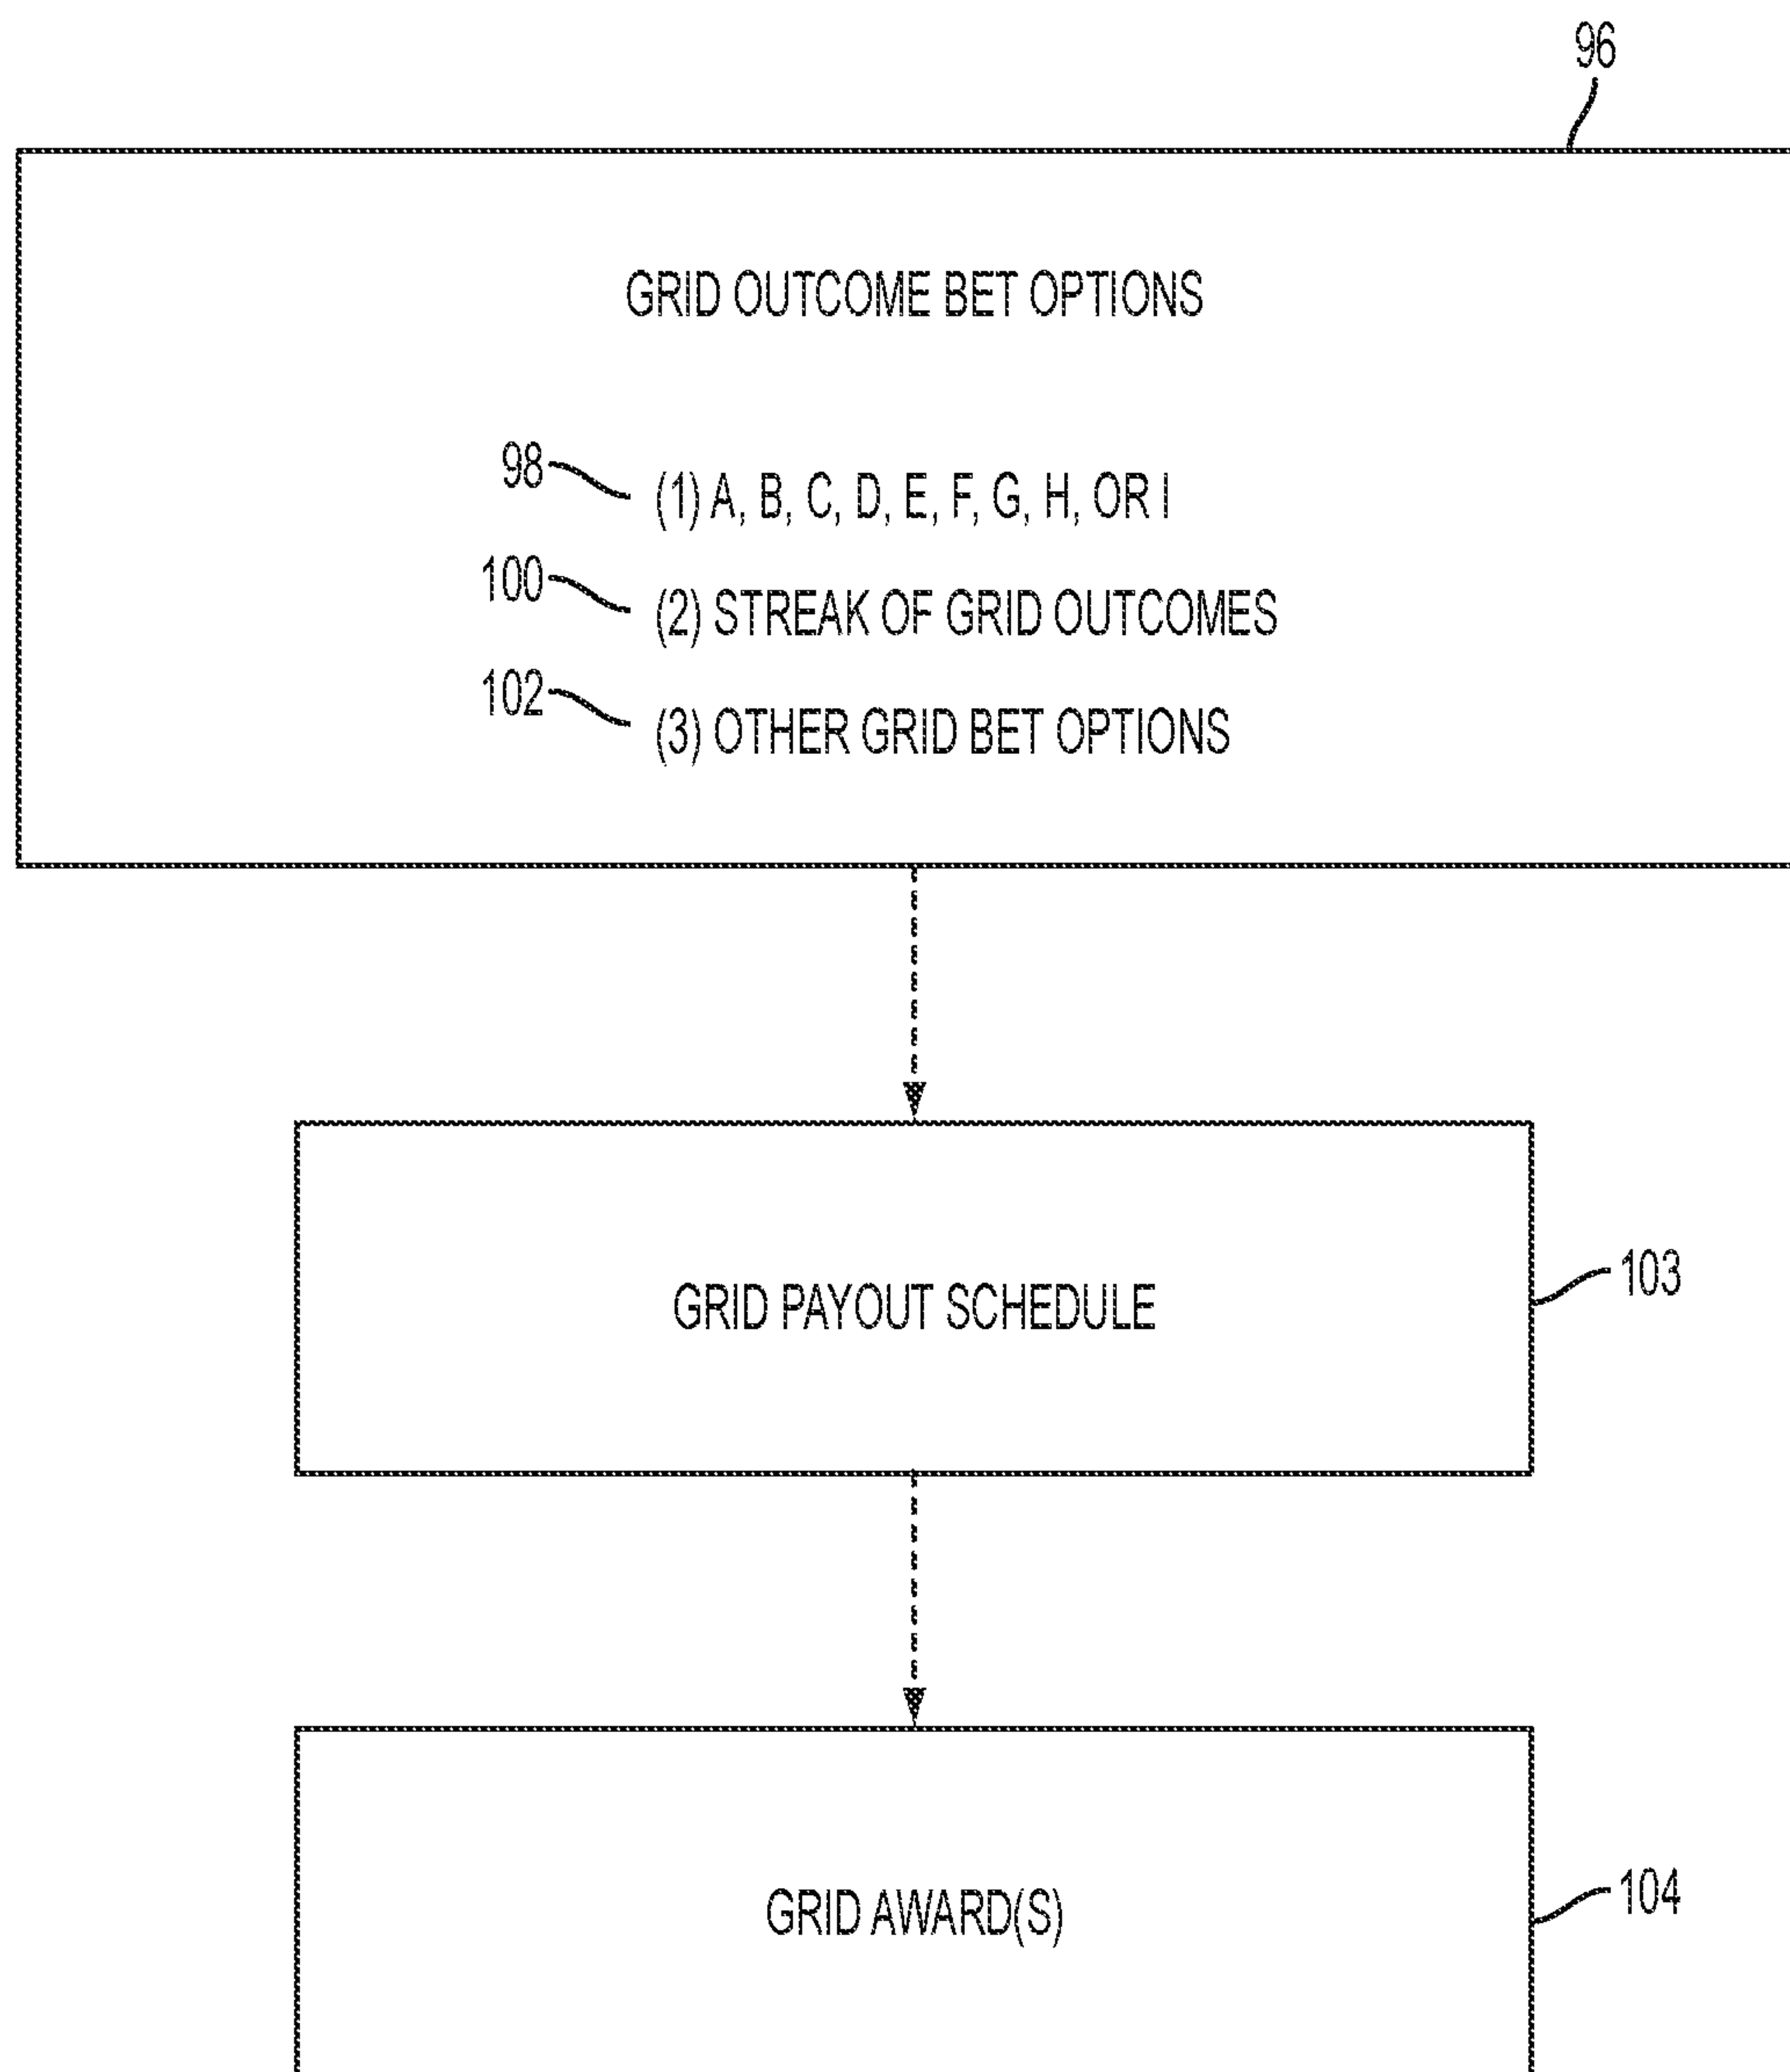 96
GRID OUTCOME BET OPTIONS
98 (1) A, B, C, D, E, F, G, H, OR I
100 (2) STREAK OF GRID OUTCOMES
102 (3) OTHER GRID BET OPTIONS
GRID PAYOUT SCHEDULE 103
GRID AWARD(S) 104